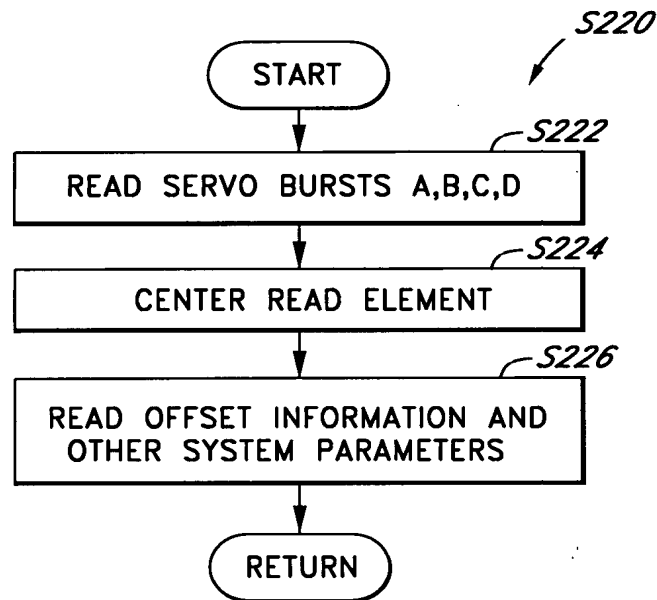 S220
START
S222
READ SERVO BURSTS A,B,C,D
S224
CENTER READ ELEMENT
S226
READ OFFSET INFORMATION AND
OTHER SYSTEM PARAMETERS
RETURN